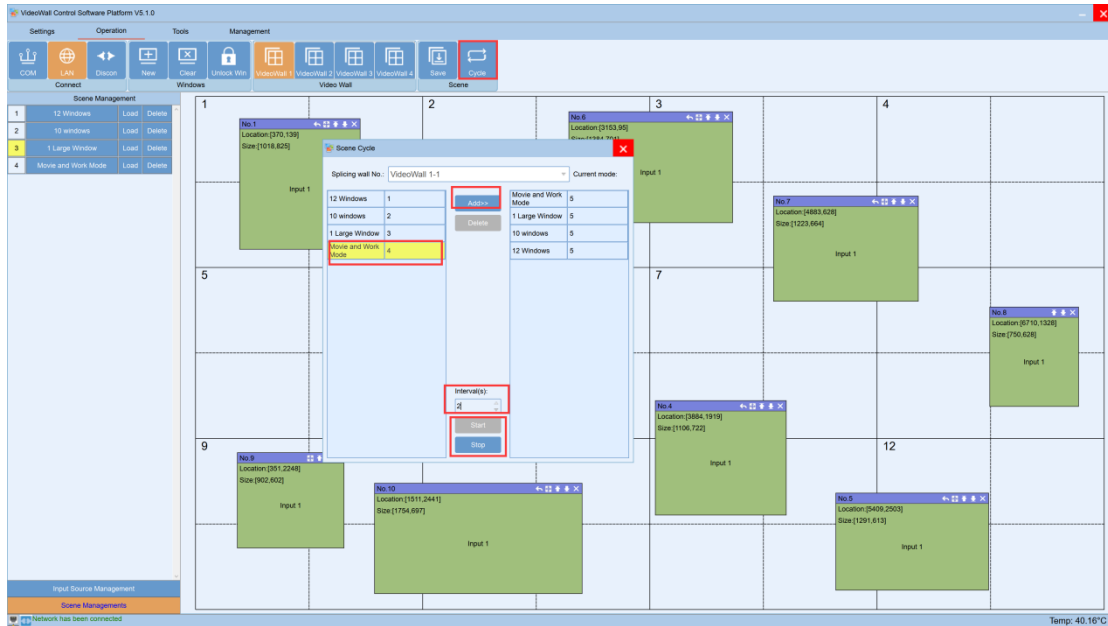 VideoWall Control Software Platform V5.1.0
Settings Operation Tools Management
COM LAN Discon New Clear Unlock Win VideoWall 1 VideoWall 2 VideoWall 3 VideoWall 4 Save Cycle
Connect Windows Video Wall Scene
Scene Management
1 12 Windows Load Delete
2 10 windows Load Delete
3 1 Large Window Load Delete
4 Movie and Work Mode Load Delete
Input Source Management
Scene Managements
Network has been connected
Temp: 40.16°C
1
2
3
4
5
7
9
12
No.1
Location:[370,139]
Size:[1018,825]
Input 1
No.6
Location:[3153,95]
Input 1
No.7
Location:[4883,628]
Size:[1223,664]
Input 1
No.8
Location:[6710,1328]
Size:[750,628]
Input 1
No.4
Location:[3884,1919]
Size:[1106,722]
Input 1
No.9
Location:[351,2248]
Size:[902,602]
Input 1
No.10
Location:[1511,2441]
Size:[1754,697]
Input 1
No.5
Location:[5409,2503]
Size:[1291,613]
Input 1
Scene Cycle
Splicing wall No.: VideoWall 1-1 Current mode:
12 Windows 1
10 windows 2
1 Large Window 3
Movie and Work
Mode 4
Add>>
Delete
Movie and Work
Mode 5
1 Large Window 5
10 windows 5
12 Windows 5
Interval(s):
2
Start
Stop